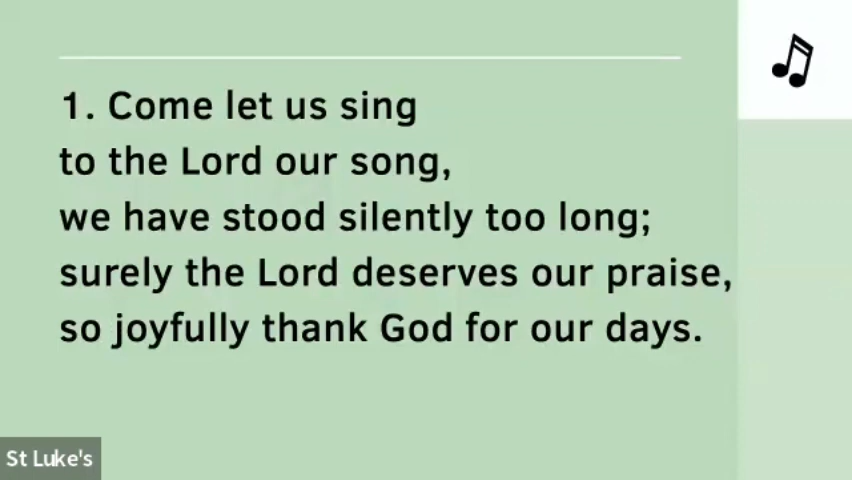 1. Come let us sing
to the Lord our song,
we have stood silently too long;
surely the Lord deserves our praise,
so joyfully thank God for our days.
St Luke's